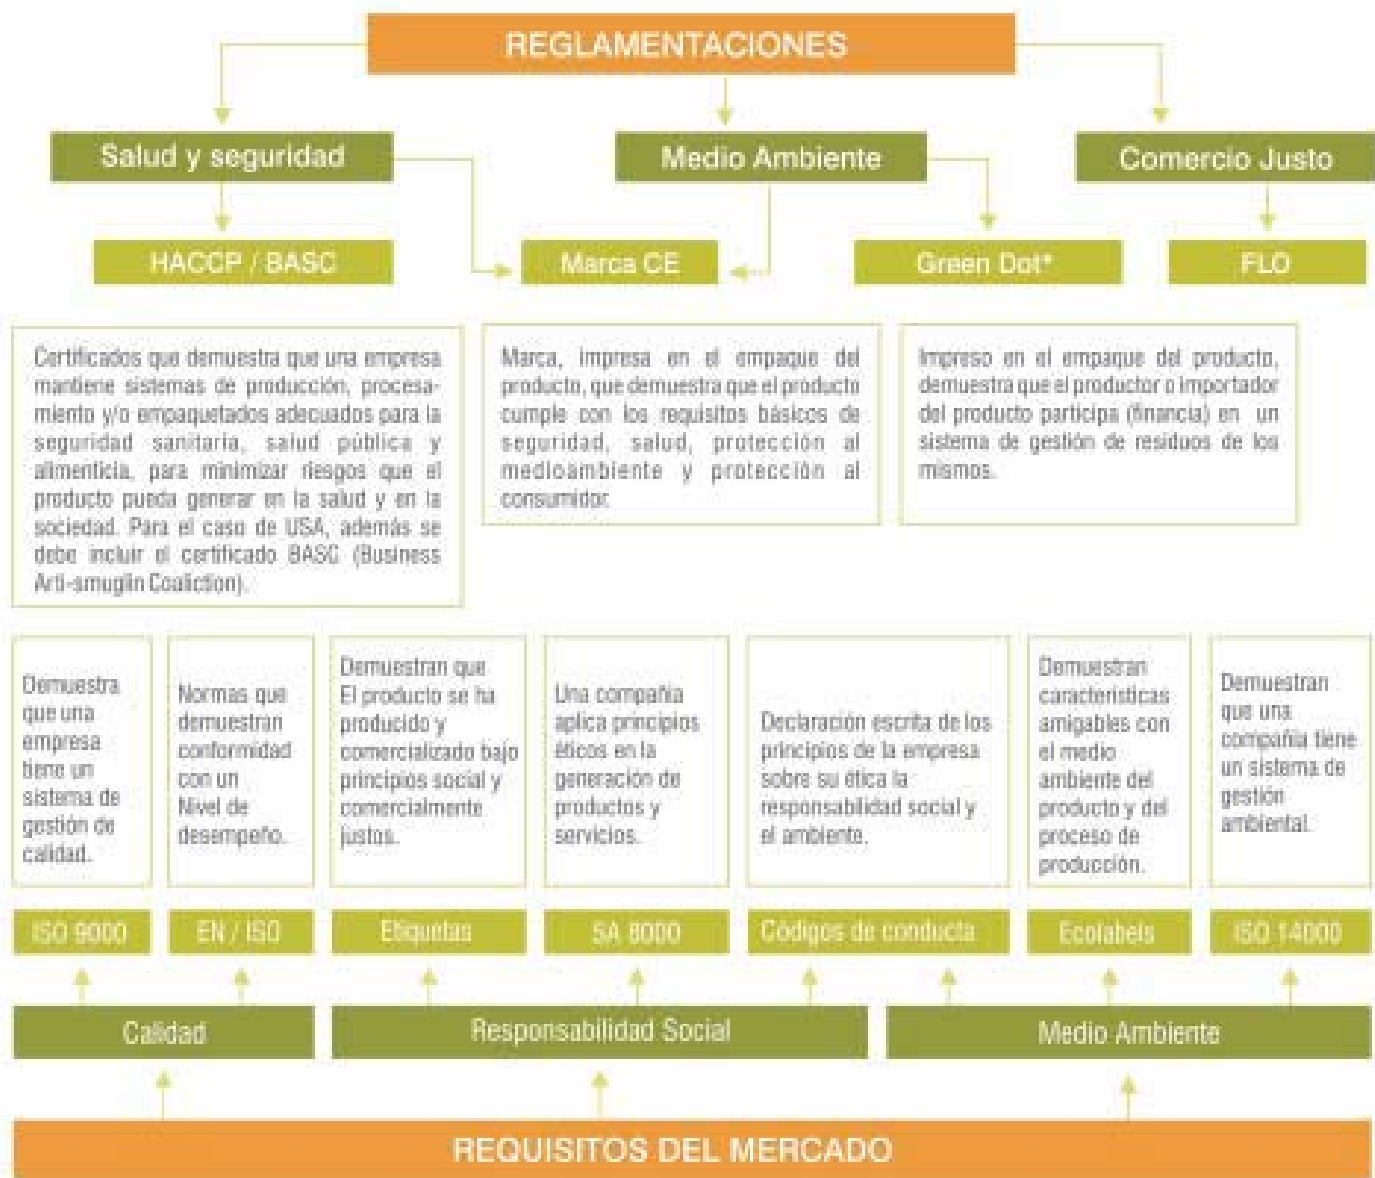 REGLAMENTACIONES
Salud y seguridad
Medio Ambiente
Comercio Justo
HACCP / BASC
Marca CE
Green Dot*
FLO
Certificados que demuestra que una empresa
mantiene sistemas de producción, procesa-
miento y/o empaquetados adecuados para la
seguridad sanitaria, salud pública y
alimenticia, para minimizar riesgos que el
producto pueda generar en la salud y en la
sociedad. Para el caso de USA, además se
debe incluir el certificado BASC (Business
Arti-smuglin Coaliction).
Marca, impresa en el empaque del
producto, que demuestra que el producto
cumple con los requisitos básicos de
seguridad, salud, protección al
medioambiente y protección al
consumidor.
Impreso en el empaque del producto,
demuestra que el productor o importador
del producto participa (financia) en un
sistema de gestión de residuos de los
mismos.
Demuestra
que una
empresa
tiene un
sistema de
gestión de
calidad.
Normas que
demuestran
conformidad
con un
Nivel de
desempeño.
Demuestran que
El producto se ha
producido y
comercializado bajo
principios social y
comercialmente
justos.
Una compañia
aplica principios
éticos en la
generación de
productos y
servicios.
Declaración escrita de los
principios de la empresa
sobre su ética la
responsabilidad social y
el ambiente.
Demuestran
características
amigables con
el medio
ambiente del
producto y del
proceso de
producción.
Demuestran
que una
compañia tiene
un sistema de
gestión
ambiental.
ISO 9000
EN / ISO
Etiquetas
SA 8000
Códigos de conducta
Ecolabels
ISO 14000
Calidad
Responsabilidad Social
Medio Ambiente
REQUISITOS DEL MERCADO